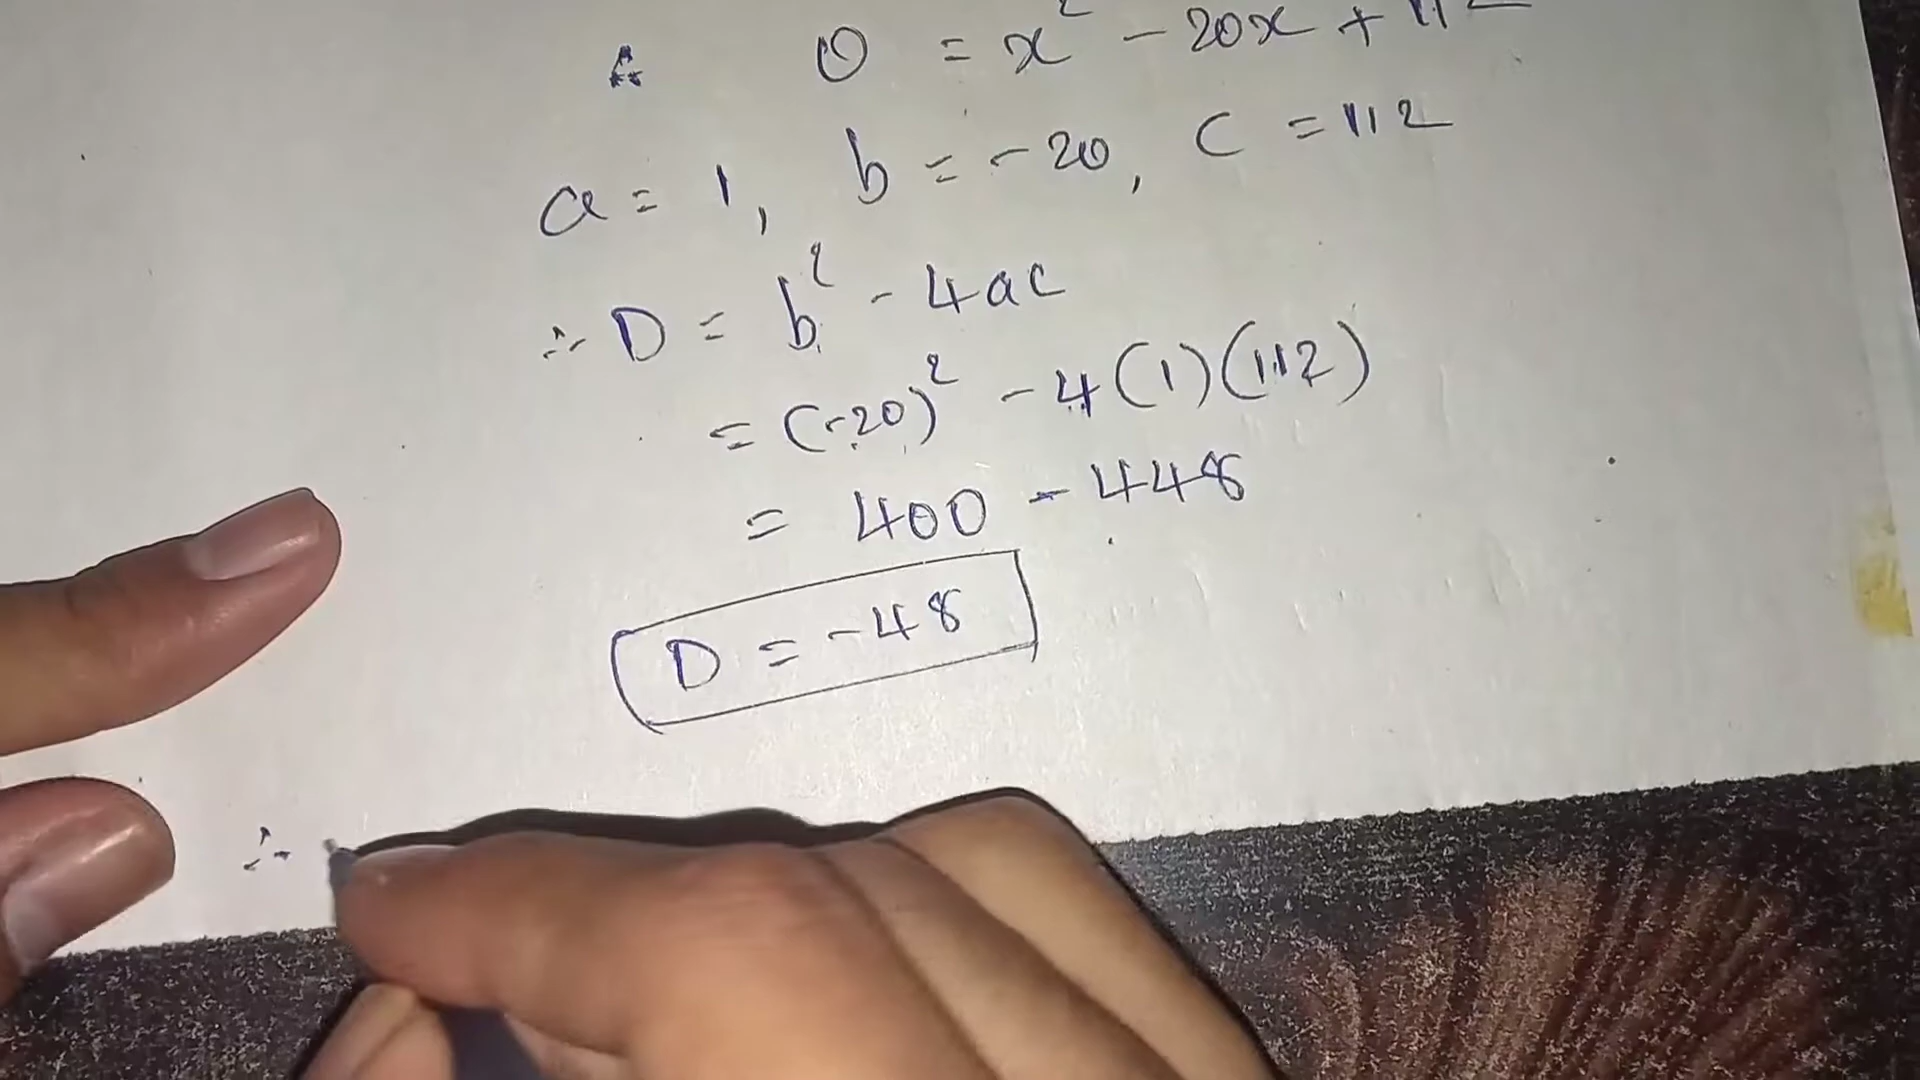 ∴ 0 = x² - 20x + 112
a = 1, b = -20, c = 112
∴ D = b² - 4ac
= (-20)² - 4(1)(112)
= 400 - 448
D = -48
∴